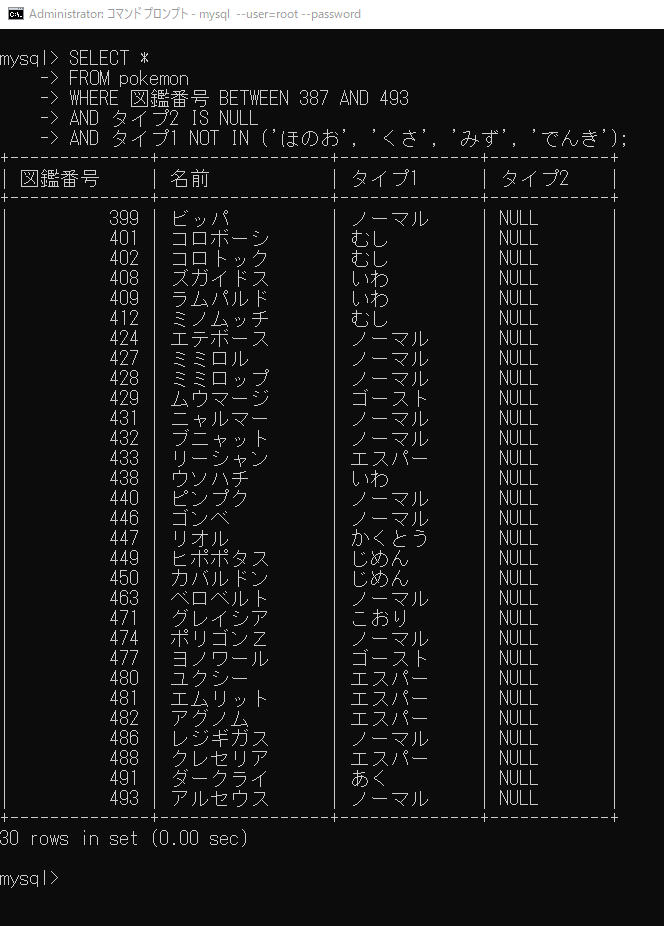 Administrator: コマンド プロンプト - mysql --user=root --password
mysql> SELECT *
    -> FROM pokemon
    -> WHERE 図鑑番号 BETWEEN 387 AND 493
    -> AND タイプ2 IS NULL
    -> AND タイプ1 NOT IN ('ほのお', 'くさ', 'みず', 'でんき');
+--------------+-----------------+--------------+------------+
| 図鑑番号 | 名前 | タイプ1 | タイプ2 |
+--------------+-----------------+--------------+------------+
| 399 | ビッパ | ノーマル | NULL |
| 401 | コロボーシ | むし | NULL |
| 402 | コロトック | むし | NULL |
| 408 | ズガイドス | いわ | NULL |
| 409 | ラムパルド | いわ | NULL |
| 412 | ミノムッチ | むし | NULL |
| 424 | エテボース | ノーマル | NULL |
| 427 | ミミロル | ノーマル | NULL |
| 428 | ミミロップ | ノーマル | NULL |
| 429 | ムウマージ | ゴースト | NULL |
| 431 | ニャルマー | ノーマル | NULL |
| 432 | ブニャット | ノーマル | NULL |
| 433 | リーシャン | エスパー | NULL |
| 438 | ウソハチ | いわ | NULL |
| 440 | ピンプク | ノーマル | NULL |
| 446 | ゴンベ | ノーマル | NULL |
| 447 | リオル | かくとう | NULL |
| 449 | ヒポポタス | じめん | NULL |
| 450 | カバルドン | じめん | NULL |
| 463 | ベロベルト | ノーマル | NULL |
| 471 | グレイシア | こおり | NULL |
| 474 | ポリゴンＺ | ノーマル | NULL |
| 477 | ヨノワール | ゴースト | NULL |
| 480 | ユクシー | エスパー | NULL |
| 481 | エムリット | エスパー | NULL |
| 482 | アグノム | エスパー | NULL |
| 486 | レジギガス | ノーマル | NULL |
| 488 | クレセリア | エスパー | NULL |
| 491 | ダークライ | あく | NULL |
| 493 | アルセウス | ノーマル | NULL |
+--------------+-----------------+--------------+------------+
30 rows in set (0.00 sec)
mysql>